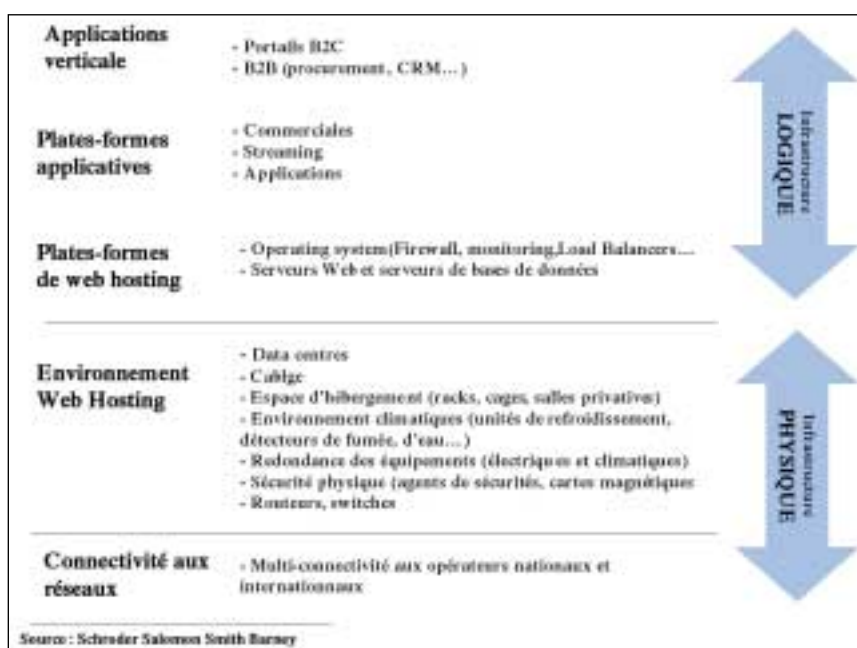 Applications
verticale
- Portails B2C
- B2B (procurement, CRM…)
Plates-formes
applicatives
- Commerciales
- Streaming
- Applications
Plates-formes
de web hosting
- Operating system(Firewall, monitoring,Load Balancers…
- Serveurs Web et serveurs de bases de données
Infrastructure
LOGIQUE
Environnement
Web Hosting
- Data centres
- Cablge
- Espace d'hibergement (racks, cages, salles privatives)
- Environnement climatiques (unités de refroidissement,
détecteurs de fumée, d'eau…)
- Redondance des équipements (électriques et climatiques)
- Sécurité physique (agents de sécurités, cartes magnétiques
- Routeurs, switches
Infrastructure
PHYSIQUE
Connectivité aux
réseaux
- Multi-connectivité aux opérateurs nationaux et
internationnaux
Source : Schroder Salomon Smith Barney